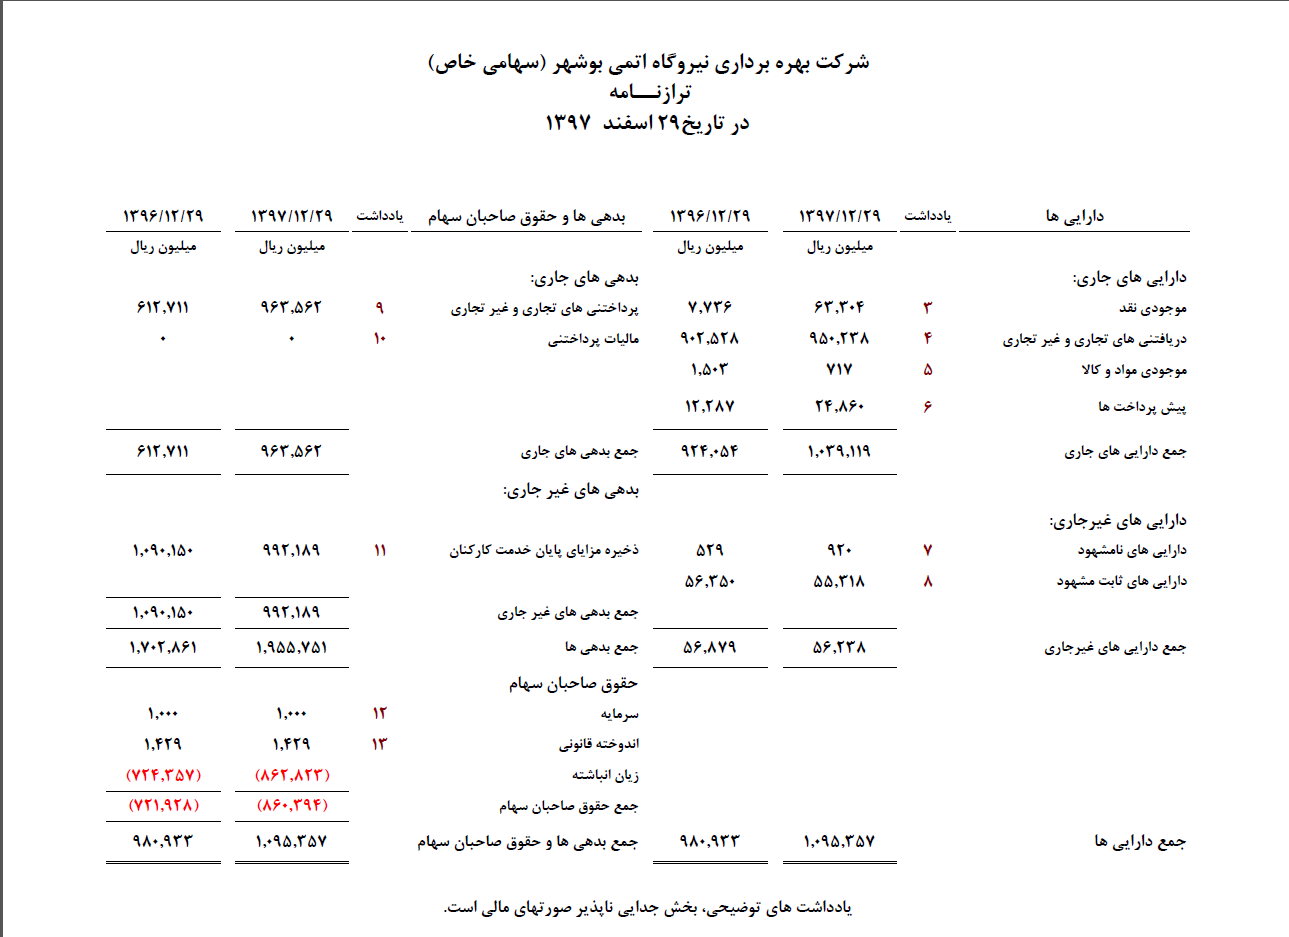 شرکت بهره برداری نیروگاه اتمی بوشهر (سهامی خاص)
ترازنـــامه
در تاریخ۲۹ اسفند ۱۳۹۷
دارایی ها یادداشت ۱۳۹۷/۱۲/۲۹ ۱۳۹۶/۱۲/۲۹ بدهی ها و حقوق صاحبان سهام یادداشت ۱۳۹۷/۱۲/۲۹ ۱۳۹۶/۱۲/۲۹
میلیون ریال میلیون ریال میلیون ریال میلیون ریال
دارایی های جاری: بدهی های جاری:
موجودی نقد ۳ ۶۳,۳۰۴ ۷,۷۳۶ پرداختنی های تجاری و غیر تجاری ۹ ۹۶۳,۵۶۲ ۶۱۲,۷۱۱
دریافتنی های تجاری و غیر تجاری ۴ ۹۵۰,۲۳۸ ۹۰۲,۵۲۸ مالیات پرداختنی ۱۰ ۰ ۰
موجودی مواد و کالا ۵ ۷۱۷ ۱,۵۰۳
پیش پرداخت ها ۶ ۲۴,۸۶۰ ۱۲,۲۸۷
جمع دارایی های جاری ۱,۰۳۹,۱۱۹ ۹۲۴,۰۵۴ جمع بدهی های جاری ۹۶۳,۵۶۲ ۶۱۲,۷۱۱
بدهی های غیر جاری:
دارایی های غیرجاری:
دارایی های نامشهود ۷ ۹۲۰ ۵۲۹ ذخیره مزایای پایان خدمت کارکنان ۱۱ ۹۹۲,۱۸۹ ۱,۰۹۰,۱۵۰
دارایی های ثابت مشهود ۸ ۵۵,۳۱۸ ۵۶,۳۵۰
جمع بدهی های غیر جاری ۹۹۲,۱۸۹ ۱,۰۹۰,۱۵۰
جمع دارایی های غیرجاری ۵۶,۲۳۸ ۵۶,۸۷۹ جمع بدهی ها ۱,۹۵۵,۷۵۱ ۱,۷۰۲,۸۶۱
حقوق صاحبان سهام
سرمایه ۱۲ ۱,۰۰۰ ۱,۰۰۰
اندوخته قانونی ۱۳ ۱,۴۲۹ ۱,۴۲۹
زیان انباشته (۸۶۲,۸۲۳) (۷۲۴,۳۵۷)
جمع حقوق صاحبان سهام (۸۶۰,۳۹۴) (۷۲۱,۹۲۸)
جمع دارایی ها ۱,۰۹۵,۳۵۷ ۹۸۰,۹۳۳ جمع بدهی ها و حقوق صاحبان سهام ۱,۰۹۵,۳۵۷ ۹۸۰,۹۳۳
یادداشت های توضیحی، بخش جدایی ناپذیر صورتهای مالی است.